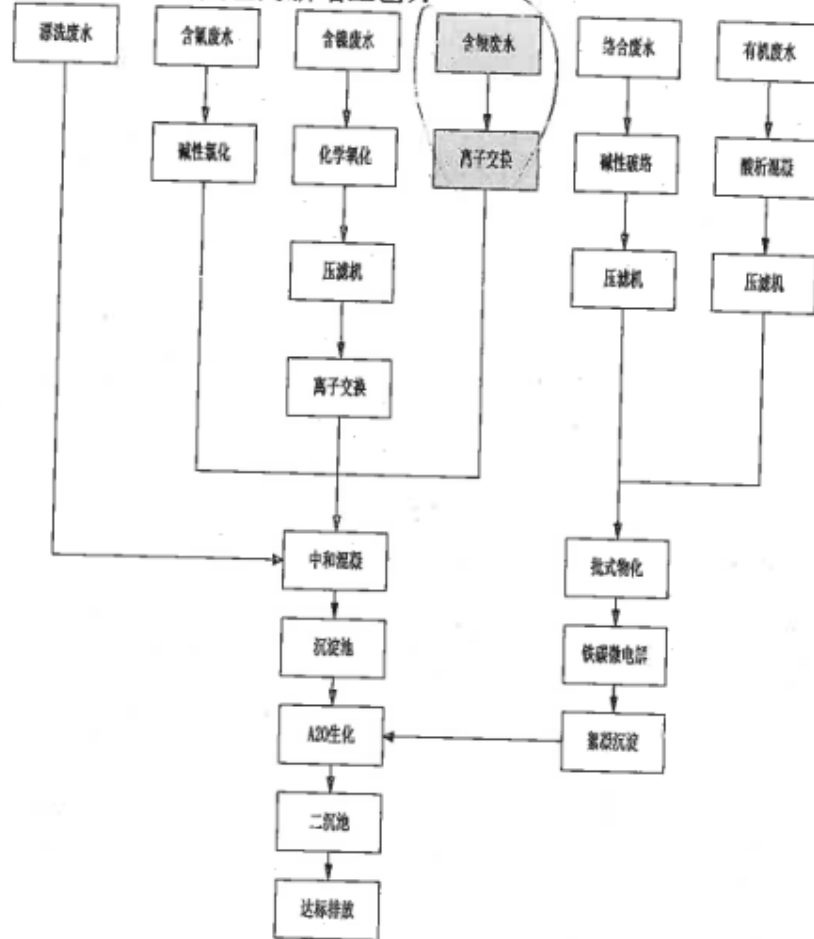 漂洗废水
含氰废水
含镍废水
含钡废水
络合废水
有机废水
碱性氯化
化学氧化
离子交换
碱性破络
酸析混凝
压滤机
压滤机
压滤机
离子交换
中和混凝
批式物化
沉淀池
铁碳微电解
A2O生化
絮凝沉淀
二沉池
达标排放